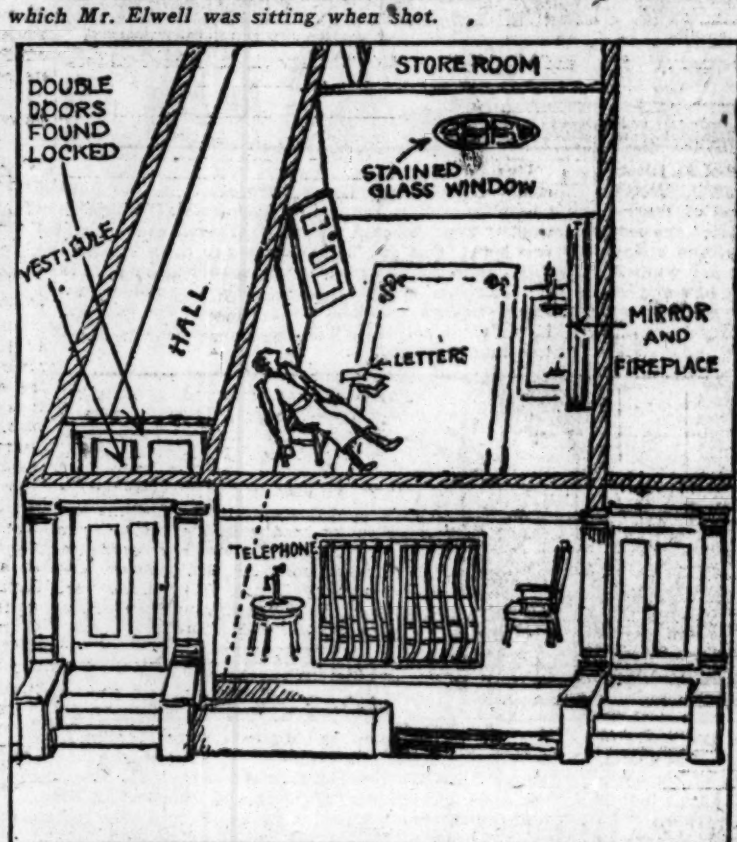 which Mr. Elwell was sitting when shot.
STORE ROOM
DOUBLE
DOORS
FOUND
LOCKED
STAINED
GLASS WINDOW
VESTIBULE
HALL
LETTERS
MIRROR
AND
FIREPLACE
TELEPHONE